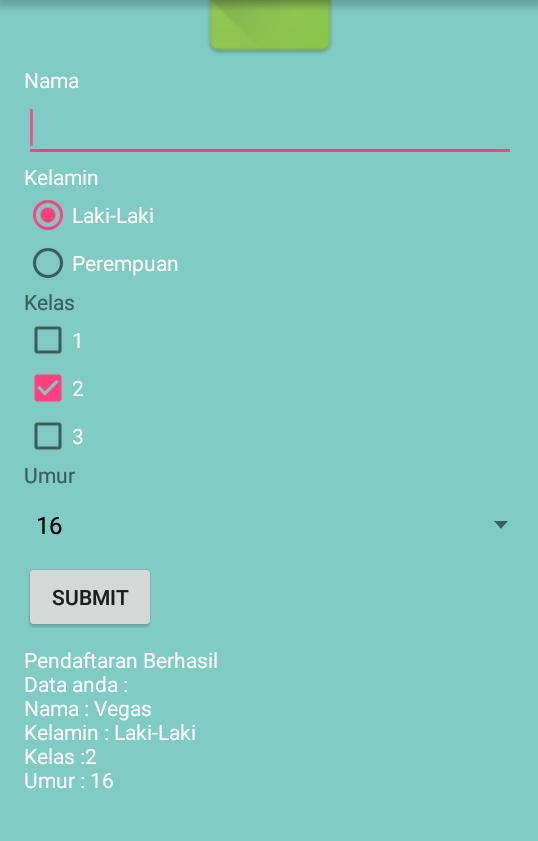 Nama
Kelamin
Laki-Laki
Perempuan
Kelas
1
2
3
Umur
16
SUBMIT
Pendaftaran Berhasil
Data anda :
Nama : Vegas
Kelamin : Laki-Laki
Kelas :2
Umur : 16